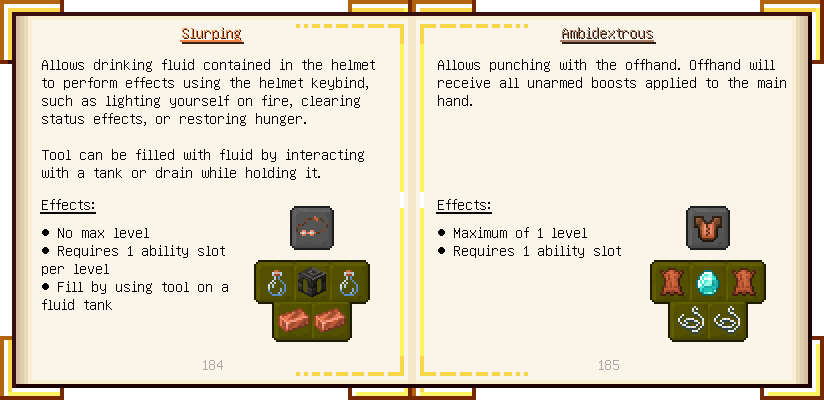 Slurping
Allows drinking fluid contained in the helmet
to perform effects using the helmet keybind,
such as lighting yourself on fire, clearing
status effects, or restoring hunger.
Tool can be filled with fluid by interacting
with a tank or drain while holding it.
Effects:
● No max level
● Requires 1 ability slot
per level
● Fill by using tool on a
fluid tank
184
Ambidextrous
Allows punching with the offhand. Offhand will
receive all unarmed boosts applied to the main
hand.
Effects:
● Maximum of 1 level
● Requires 1 ability slot
185